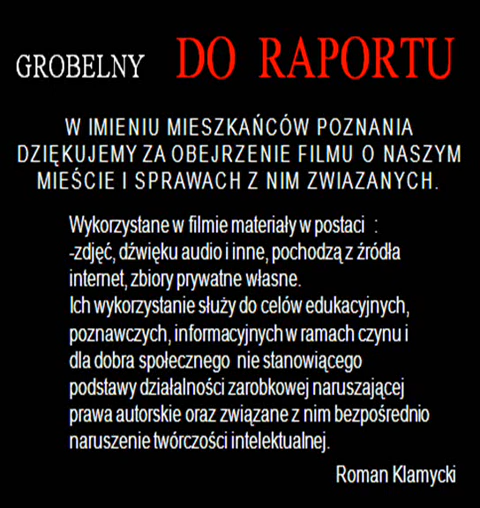 GROBELNY DO RAPORTU
W IMIENIU MIESZKAŃCÓW POZNANIA
DZIĘKUJEMY ZA OBEJRZENIE FILMU O NASZYM
MIEŚCIE I SPRAWACH Z NIM ZWIAZANYCH.
Wykorzystane w filmie materiały w postaci :
-zdjęć, dźwięku audio i inne, pochodzą z źródła
internet, zbiory prywatne własne.
Ich wykorzystanie służy do celów edukacyjnych,
poznawczych, informacyjnych w ramach czynu i
dla dobra społecznego nie stanowiącego
podstawy działalności zarobkowej naruszającej
prawa autorskie oraz związane z nim bezpośrednio
naruszenie twórczości intelektualnej.
Roman Klamycki